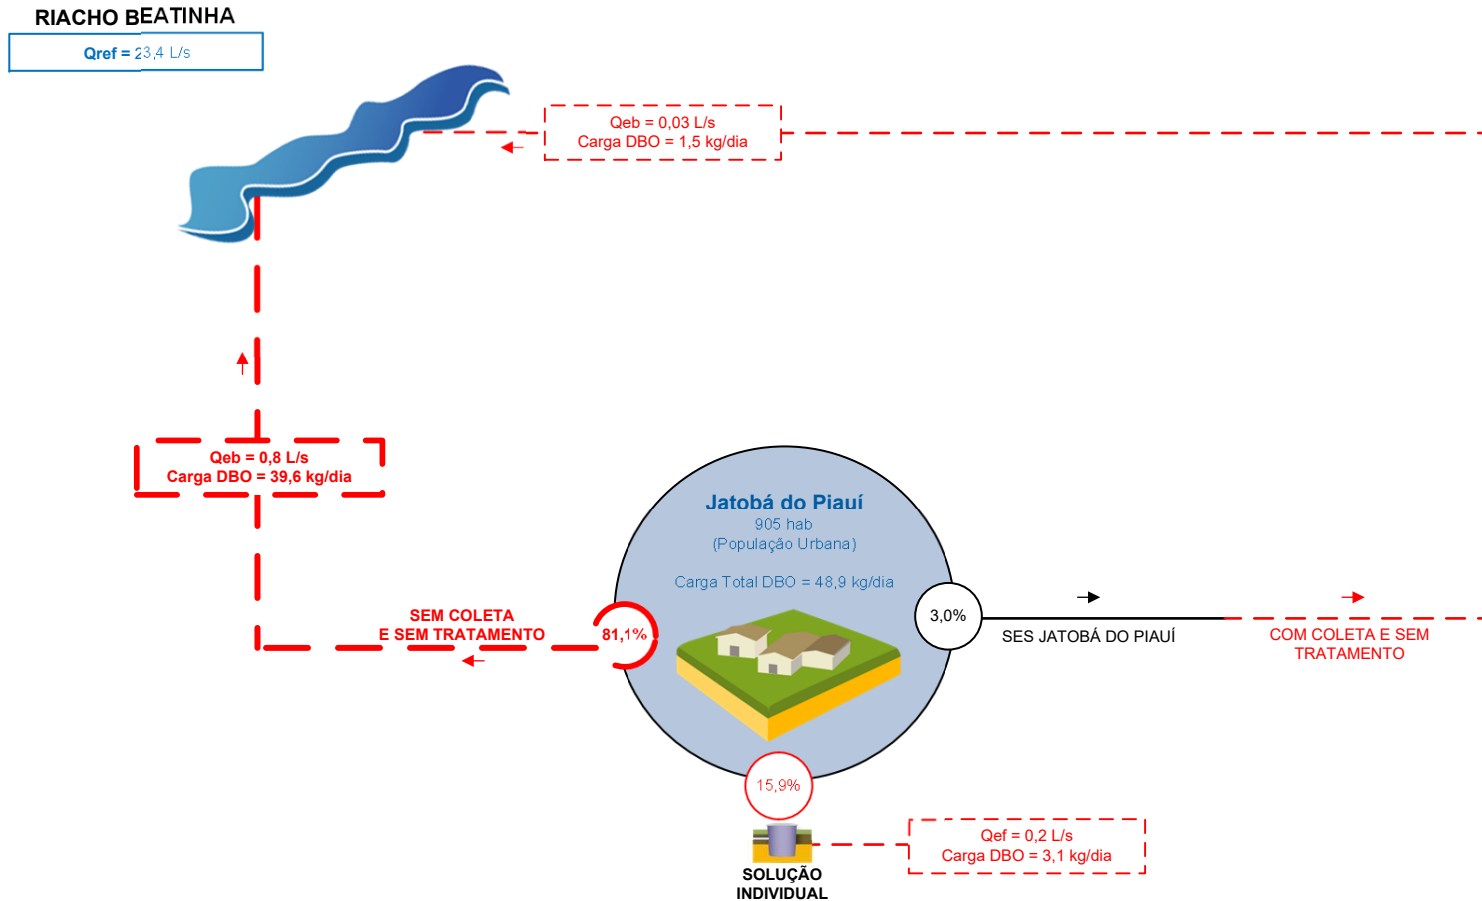 RIACHO BEATINHA
Qref = 23,4 L/s
Qeb = 0,03 L/s
Carga DBO = 1,5 kg/dia
Qeb = 0,8 L/s
Carga DBO = 39,6 kg/dia
Jatobá do Piauí
905 hab
(População Urbana)
Carga Total DBO = 48,9 kg/dia
SEM COLETA
E SEM TRATAMENTO
81,1%
3,0%
SES JATOBÁ DO PIAUÍ
COM COLETA E SEM
TRATAMENTO
15,9%
SOLUÇÃO
INDIVIDUAL
Qef = 0,2 L/s
Carga DBO = 3,1 kg/dia